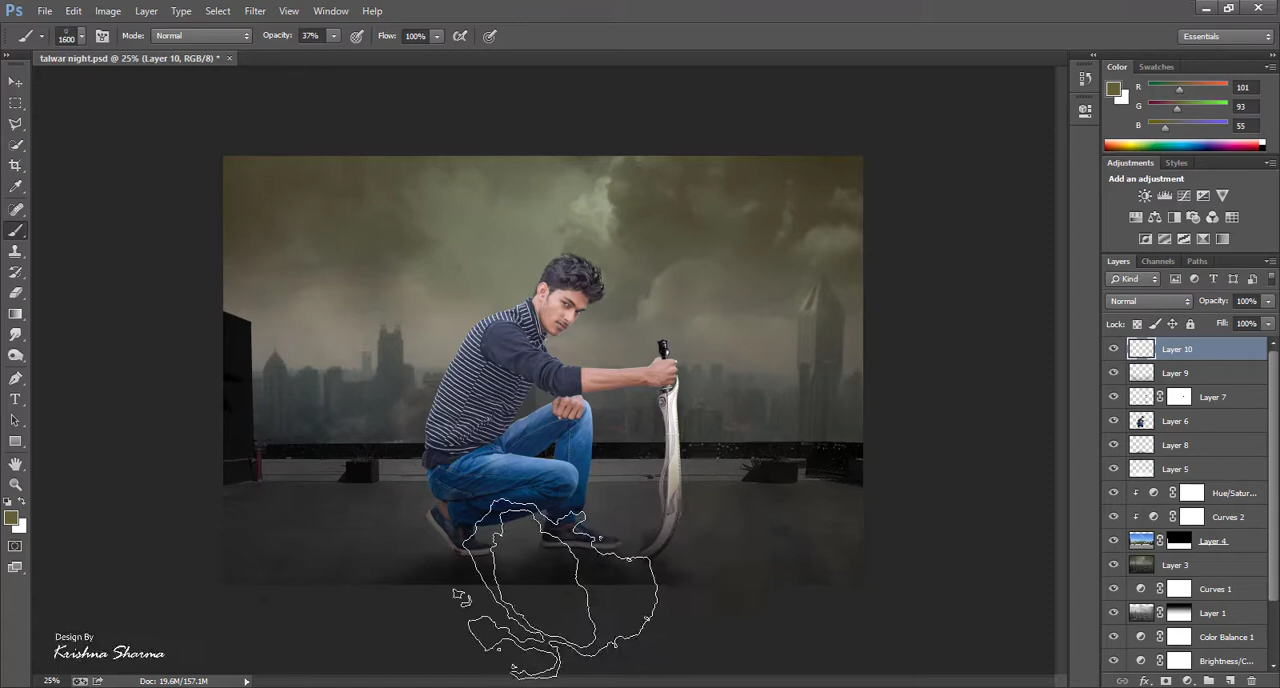 Ps File Edit Image Layer Type Select Filter View Window Help
1600 Mode: Normal Opacity: 37% Flow: 100% Essentials
talwar night.psd @ 25% (Layer 10, RGB/8) * ×
Color Swatches
R 101
G 93
B 55
Adjustments Styles
Add an adjustment
Layers Channels Paths
Kind
Normal Opacity: 100%
Lock: Fill: 100%
Layer 10
Layer 9
Layer 7
Layer 6
Layer 8
Layer 5
Hue/Satur...
Curves 2
Layer 4
Layer 3
Curves 1
Layer 1
Color Balance 1
Brightness/C...
Design By
Krishna Sharma
25% Doc: 19.6M/157.1M